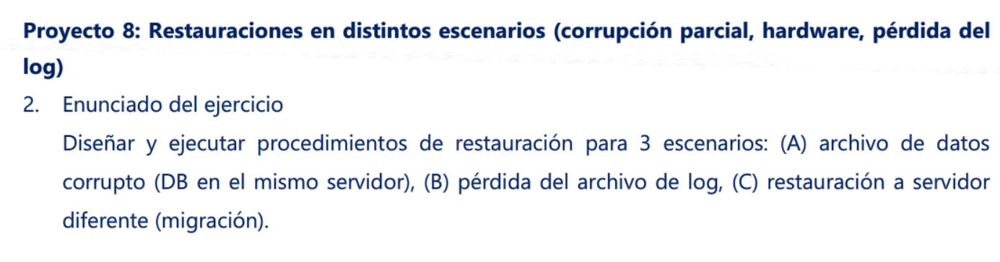 Proyecto 8: Restauraciones en distintos escenarios (corrupción parcial, hardware, pérdida del
log)
2. Enunciado del ejercicio
Diseñar y ejecutar procedimientos de restauración para 3 escenarios: (A) archivo de datos
corrupto (DB en el mismo servidor), (B) pérdida del archivo de log, (C) restauración a servidor
diferente (migración).